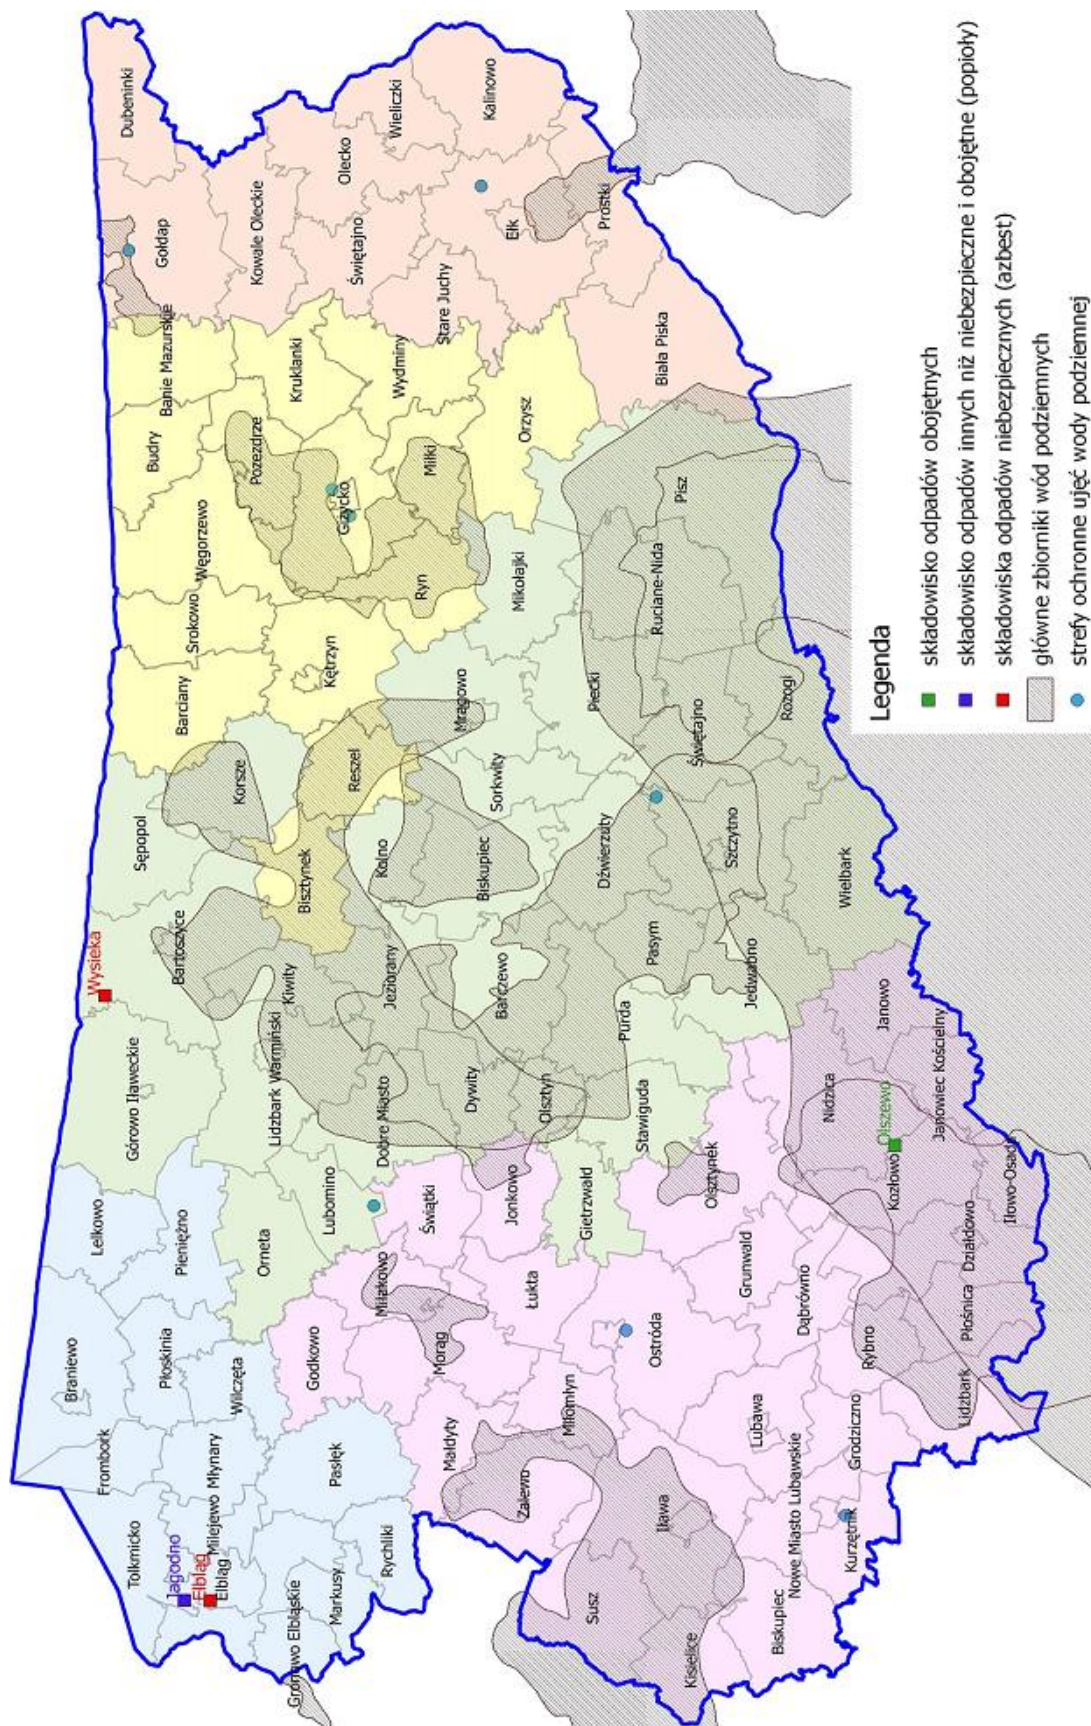 Dubeninki
Gołdap
Banie Mazurskie
Budry
Węgorzewo
Srokowo
Barciany
Sępopol
Wysieka
Górowo Iławeckie
Lelkowo
Braniewo
Frombork
Tolkmicko
Jagodno
Elbląg
Elbląg
Milejewo
Młynary
Płoskinia
Pieniężno
Wilczęta
Orneta
Lubomino
Lidzbark Warmiński
Bartoszyce
Kiwity
Bisztynek
Korsze
Reszel
Kętrzyn
Pozezdrze
Kruklanki
Giżycko
Kowale Oleckie
Olecko
Świętajno
Wieliczki
Kalinowo
Stare Juchy
Ełk
Prostki
Wydminy
Miłki
Ryn
Orzysz
Biała Piska
Mikołajki
Mrągowo
Kolno
Jeziorany
Dobre Miasto
Świątki
Miłakowo
Godkowo
Pasłęk
Rychliki
Markusy
Gronowo Elbląskie
Małdyty
Morąg
Łukta
Jonkowo
Dywity
Barczewo
Biskupiec
Sorkwity
Piecki
Ruciane-Nida
Pisz
Rozogi
Świętajno
Szczytno
Dźwierzuty
Pasym
Purda
Olsztyn
Gietrzwałd
Stawiguda
Jedwabno
Wielbark
Olsztynek
Ostróda
Miłomłyn
Zalewo
Susz
Iława
Kisielice
Biskupiec
Nowe Miasto Lubawskie
Lubawa
Kurzętnik
Grodziczno
Grunwald
Dąbrówno
Rybno
Lidzbark
Płośnica
Działdowo
Iłowo-Osada
Kozłowo
Olszewo
Nidzica
Janowiec Kościelny
Janowo
Legenda
składowisko odpadów obojętnych
składowisko odpadów innych niż niebezpieczne i obojętne (popioły)
składowiska odpadów niebezpiecznych (azbest)
główne zbiorniki wód podziemnych
strefy ochronne ujęć wody podziemnej